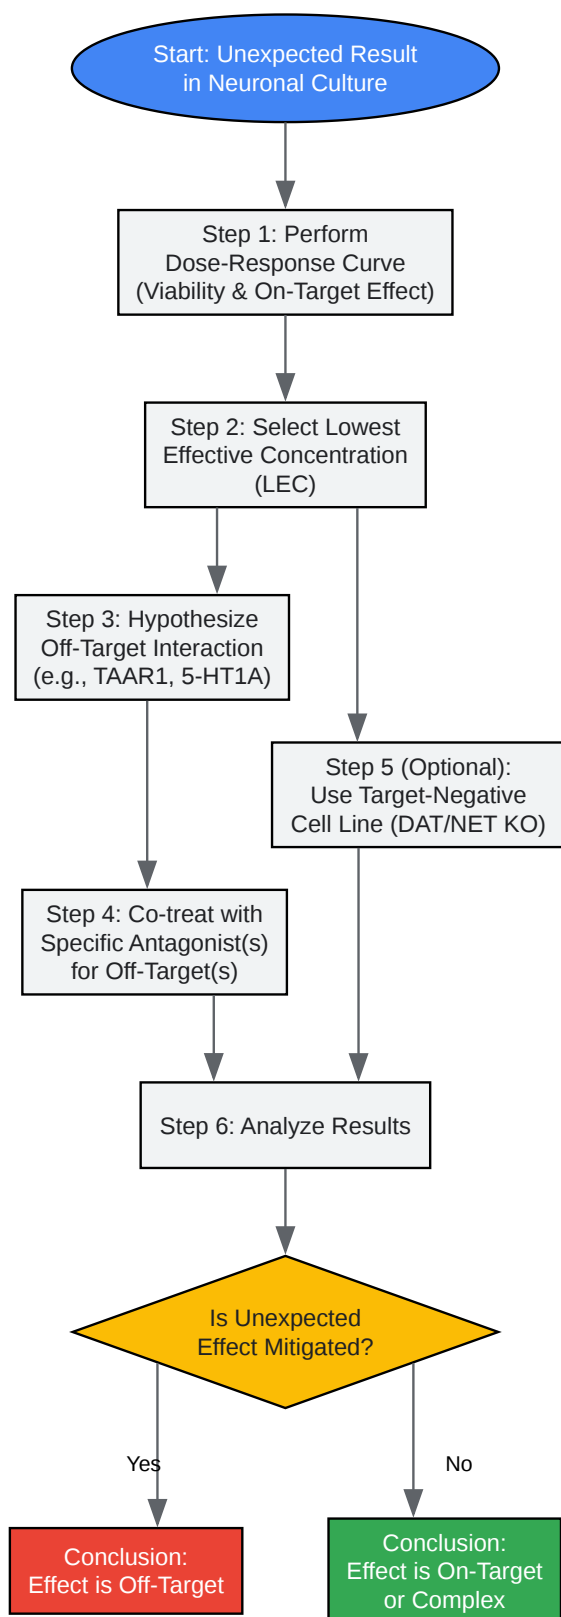 Start: Unexpected Result
in Neuronal Culture
Step 1: Perform
Dose-Response Curve
(Viability & On-Target Effect)
Step 2: Select Lowest
Effective Concentration
(LEC)
Step 3: Hypothesize
Off-Target Interaction
(e.g., TAAR1, 5-HT1A)
Step 5 (Optional):
Use Target-Negative
Cell Line (DAT/NET KO)
Step 4: Co-treat with
Specific Antagonist(s)
for Off-Target(s)
Step 6: Analyze Results
Is Unexpected
Effect Mitigated?
Yes
No
Conclusion:
Effect is Off-Target
Conclusion:
Effect is On-Target
or Complex